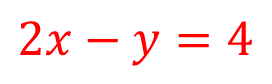 2x − y = 4